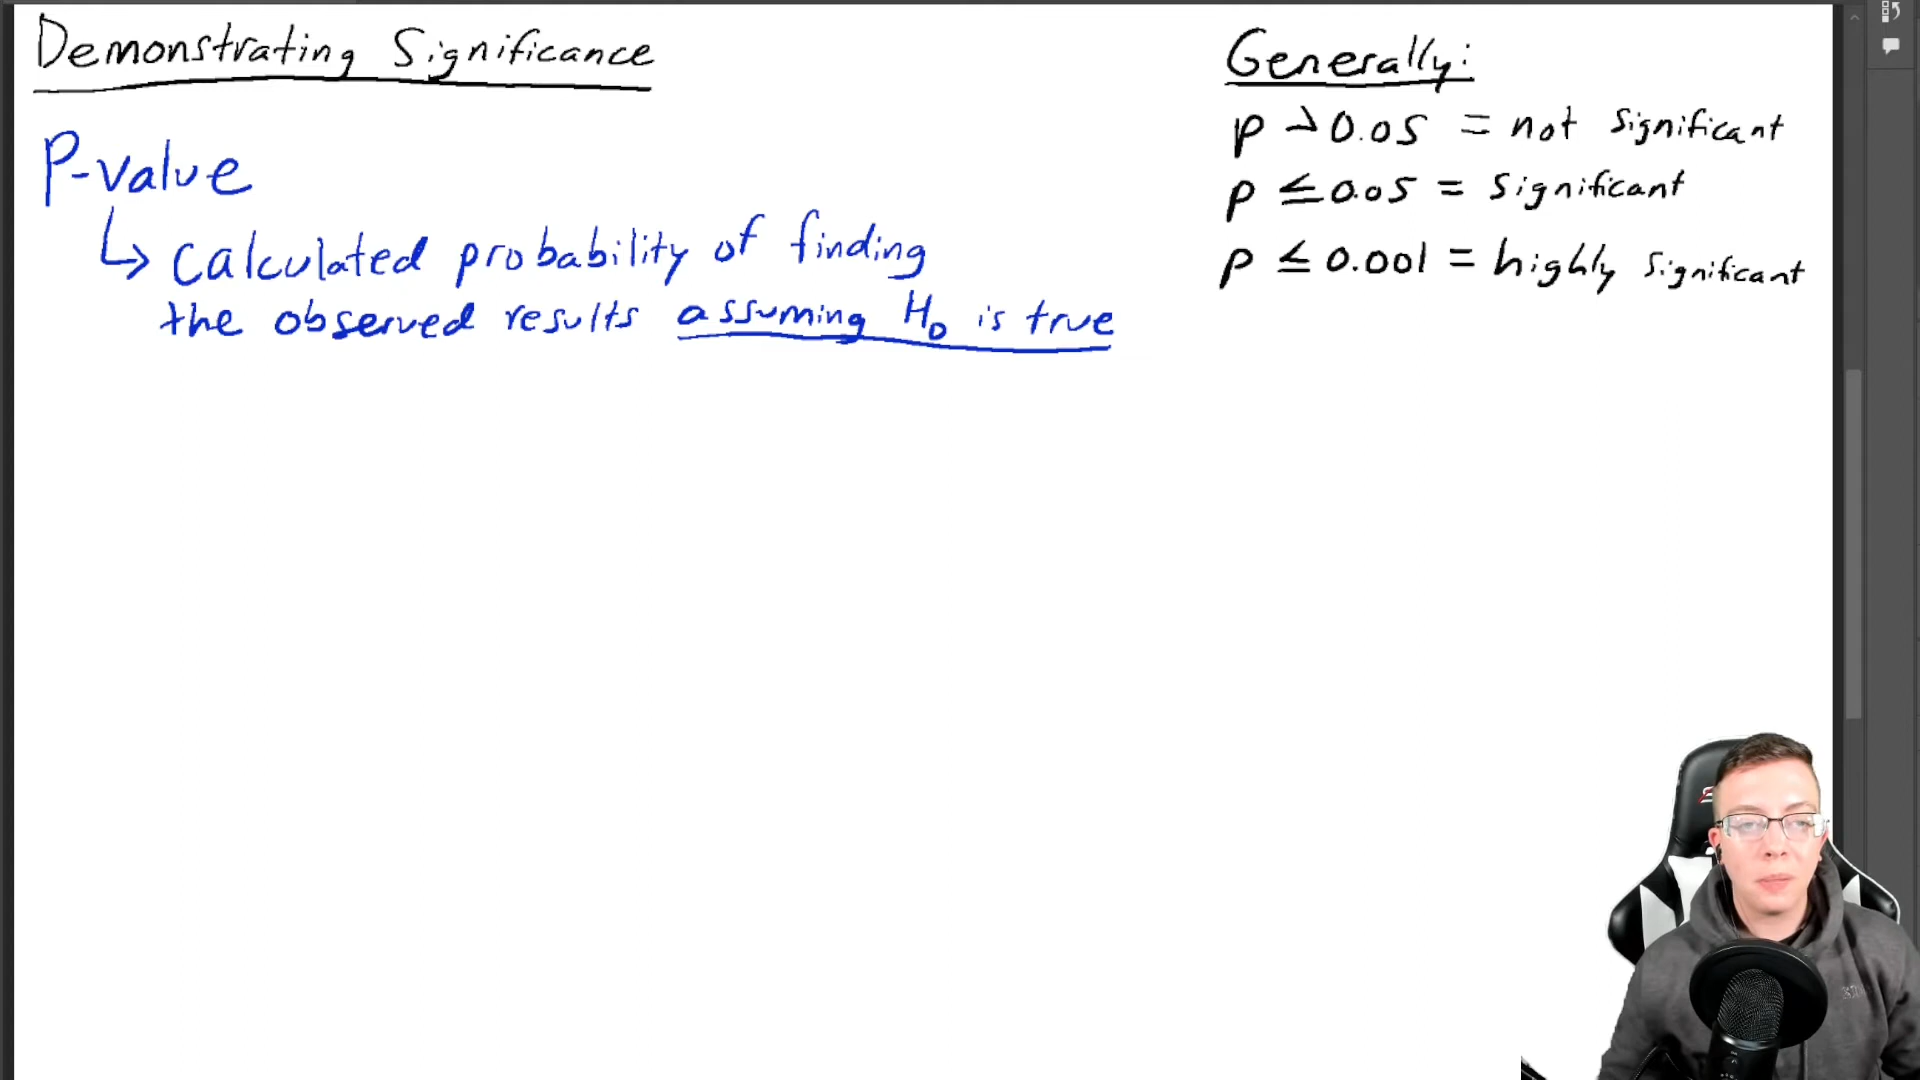 Demonstrating Significance
P-value
↳ Calculated probability of finding
the observed results assuming H₀ is true
Generally:
p > 0.05 = not significant
p ≤ 0.05 = significant
p ≤ 0.001 = highly significant